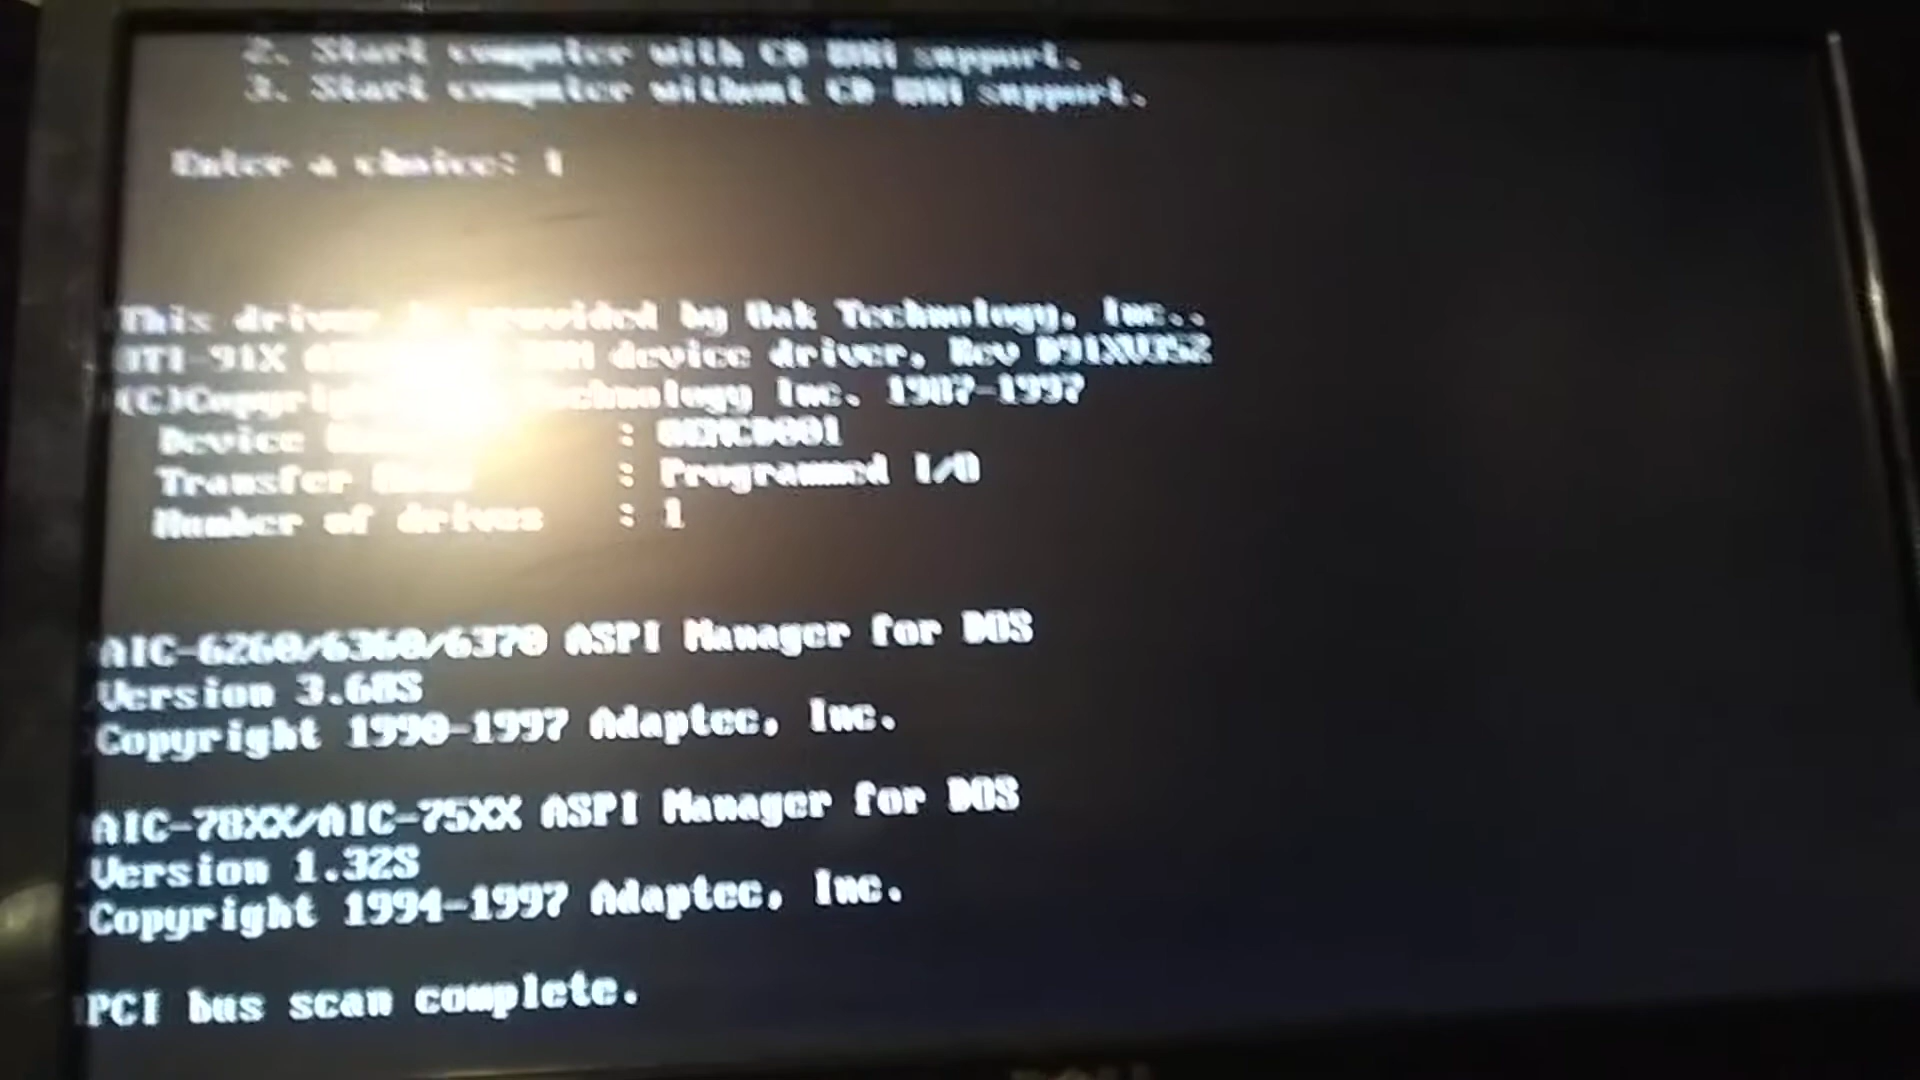 2. Start computer with CD-ROM support.
3. Start computer without CD-ROM support.
Enter a choice: 1
This driver is provided by Oak Technology, Inc..
OTI-91X device driver, Rev D91XV352
(C)Copyright Technology Inc. 1987-1997
Device : OEMCD001
Transfer Mode : Programmed I/O
Number of drives : 1
AIC-6260/6360/6370 ASPI Manager for DOS
Version 3.68S
Copyright 1990-1997 Adaptec, Inc.
AIC-78XX/AIC-75XX ASPI Manager for DOS
Version 1.32S
Copyright 1994-1997 Adaptec, Inc.
PCI bus scan complete.